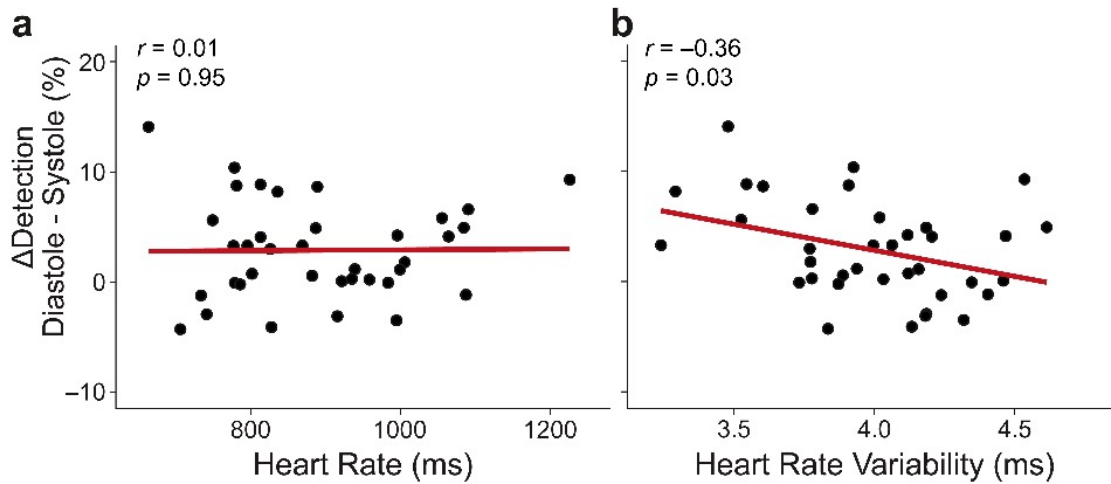 a
r = 0.01
p = 0.95
ΔDetection
Diastole - Systole (%)
20
10
0
−10
800 1000 1200
Heart Rate (ms)
b
r = −0.36
p = 0.03
3.5 4.0 4.5
Heart Rate Variability (ms)